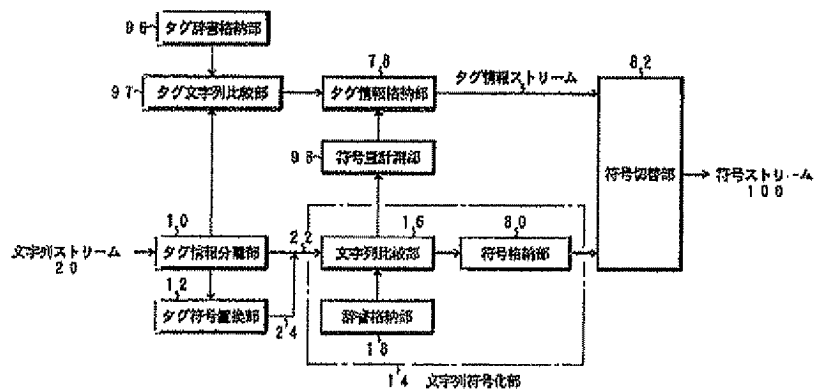 96 タグ辞書格納部
78
82
97 タグ文字列比較部
タグ情報格納部
タグ情報ストリーム
98 符号量計測部
符号切替部
符号ストリーム
100
10
22
16
80
文字列ストリーム
20
タグ情報分離部
文字列比較部
符号格納部
12
タグ符号置換部
24
辞書格納部
18
14 文字列符号化部